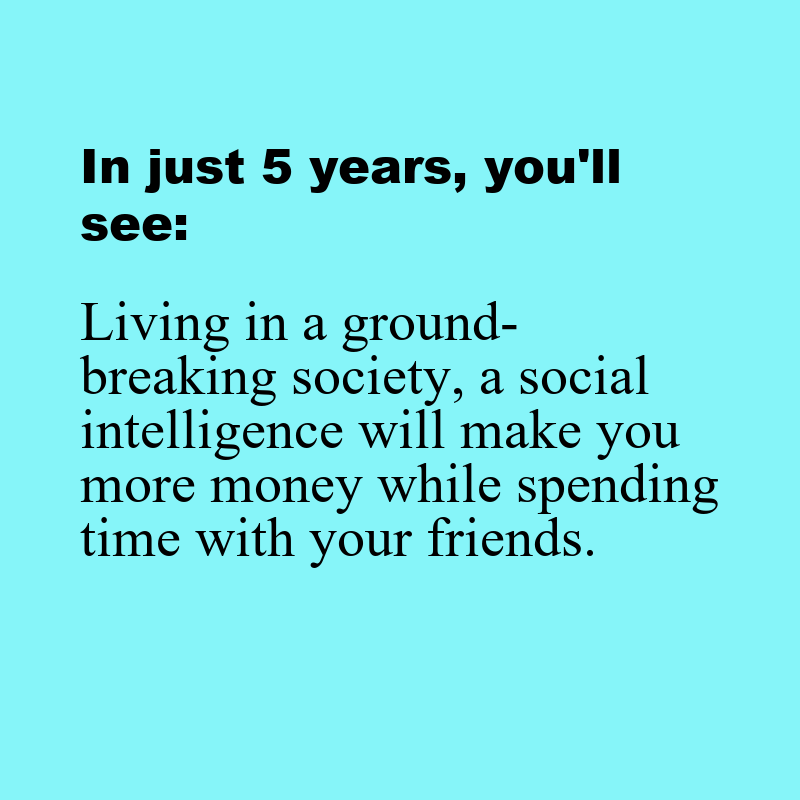 In just 5 years, you'll
see:
Living in a ground-
breaking society, a social
intelligence will make you
more money while spending
time with your friends.